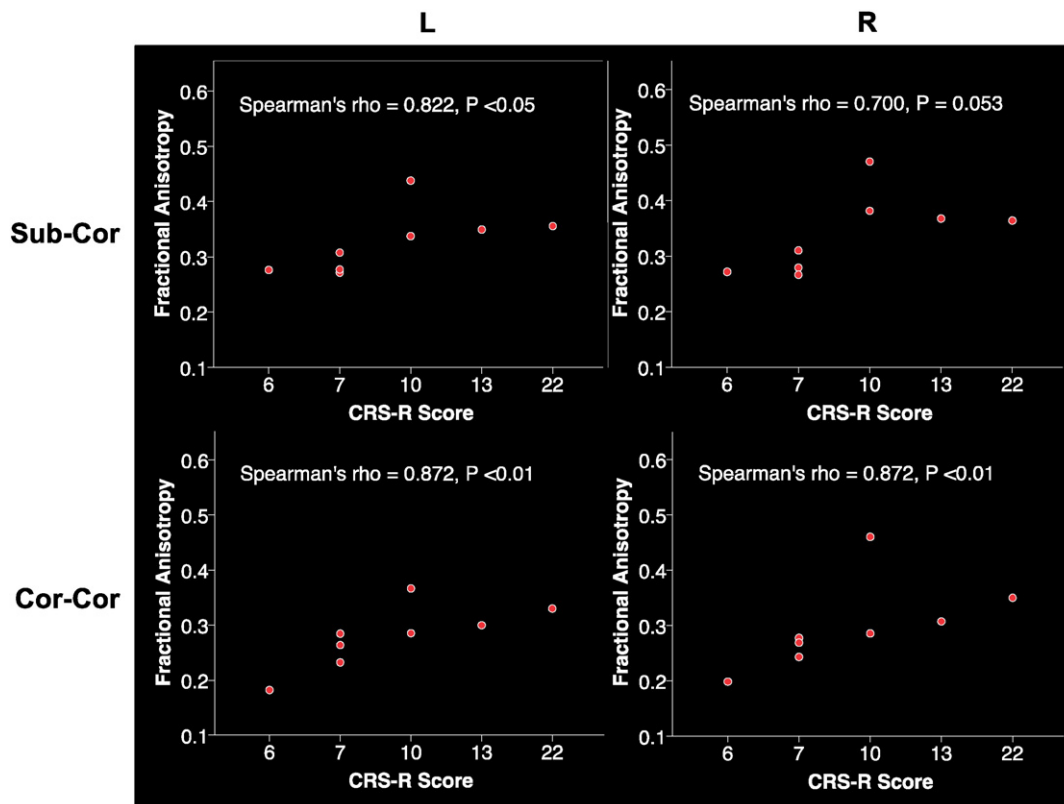 L
R
Sub-Cor
Fractional Anisotropy
0.6
0.5
0.4
0.3
0.2
0.1
Spearman's rho = 0.822, P <0.05
6 7 10 13 22
CRS-R Score
Fractional Anisotropy
0.6
0.5
0.4
0.3
0.2
0.1
Spearman's rho = 0.700, P = 0.053
6 7 10 13 22
CRS-R Score
Cor-Cor
Fractional Anisotropy
0.6
0.5
0.4
0.3
0.2
0.1
Spearman's rho = 0.872, P <0.01
6 7 10 13 22
CRS-R Score
Fractional Anisotropy
0.6
0.5
0.4
0.3
0.2
0.1
Spearman's rho = 0.872, P <0.01
6 7 10 13 22
CRS-R Score